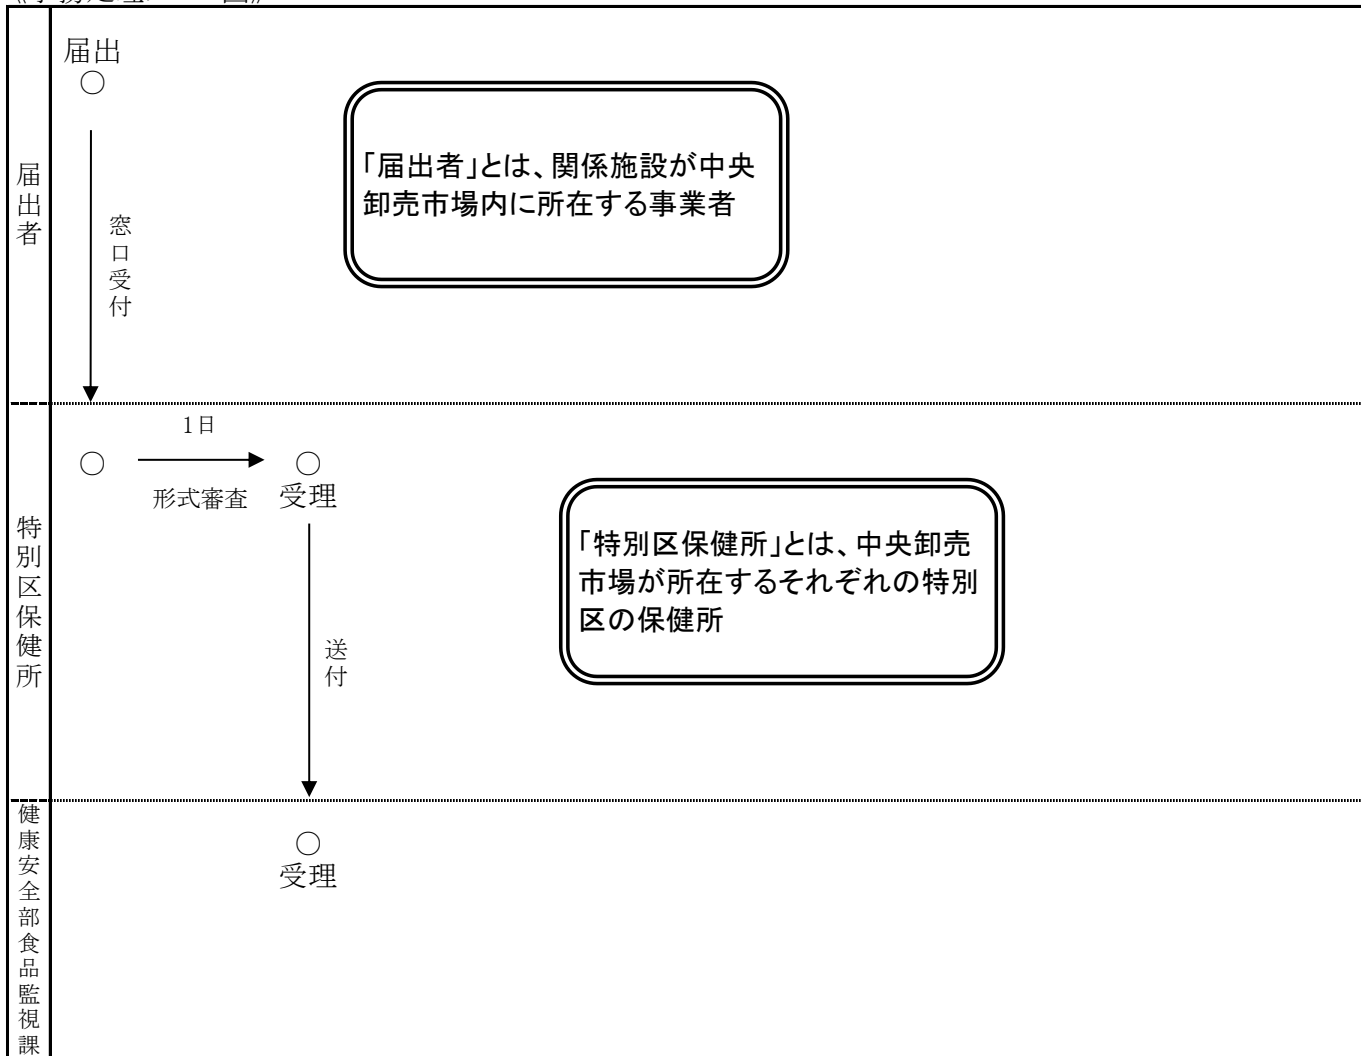 届出
○
届出者
窓口受付
「届出者」とは、関係施設が中央
卸売市場内に所在する事業者
特別区保健所
1日
○
○
形式審査
受理
送付
「特別区保健所」とは、中央卸売
市場が所在するそれぞれの特別
区の保健所
健康安全部食品監視課
○
受理